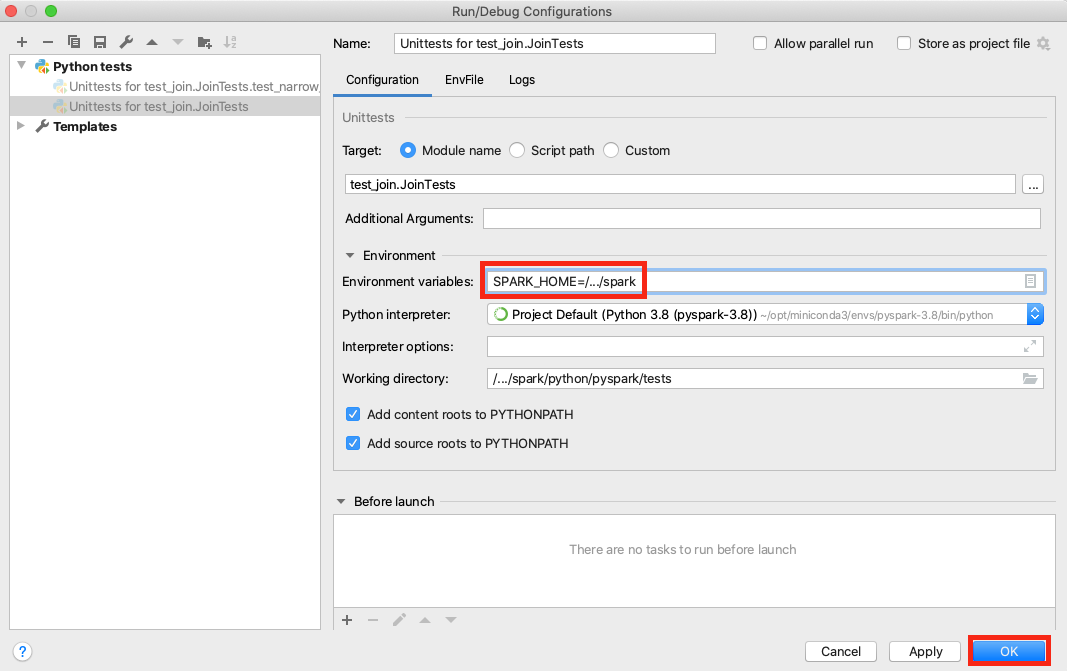 Run/Debug Configurations
Python tests
Unittests for test_join.JoinTests.test_narrow_
Unittests for test_join.JoinTests
Templates
Name: Unittests for test_join.JoinTests Allow parallel run Store as project file
Configuration EnvFile Logs
Unittests
Target: Module name Script path Custom
test_join.JoinTests ...
Additional Arguments:
Environment
Environment variables: SPARK_HOME=/.../spark
Python interpreter: Project Default (Python 3.8 (pyspark-3.8)) ~/opt/miniconda3/envs/pyspark-3.8/bin/python
Interpreter options:
Working directory: /.../spark/python/pyspark/tests
Add content roots to PYTHONPATH
Add source roots to PYTHONPATH
Before launch
There are no tasks to run before launch
? Cancel Apply OK